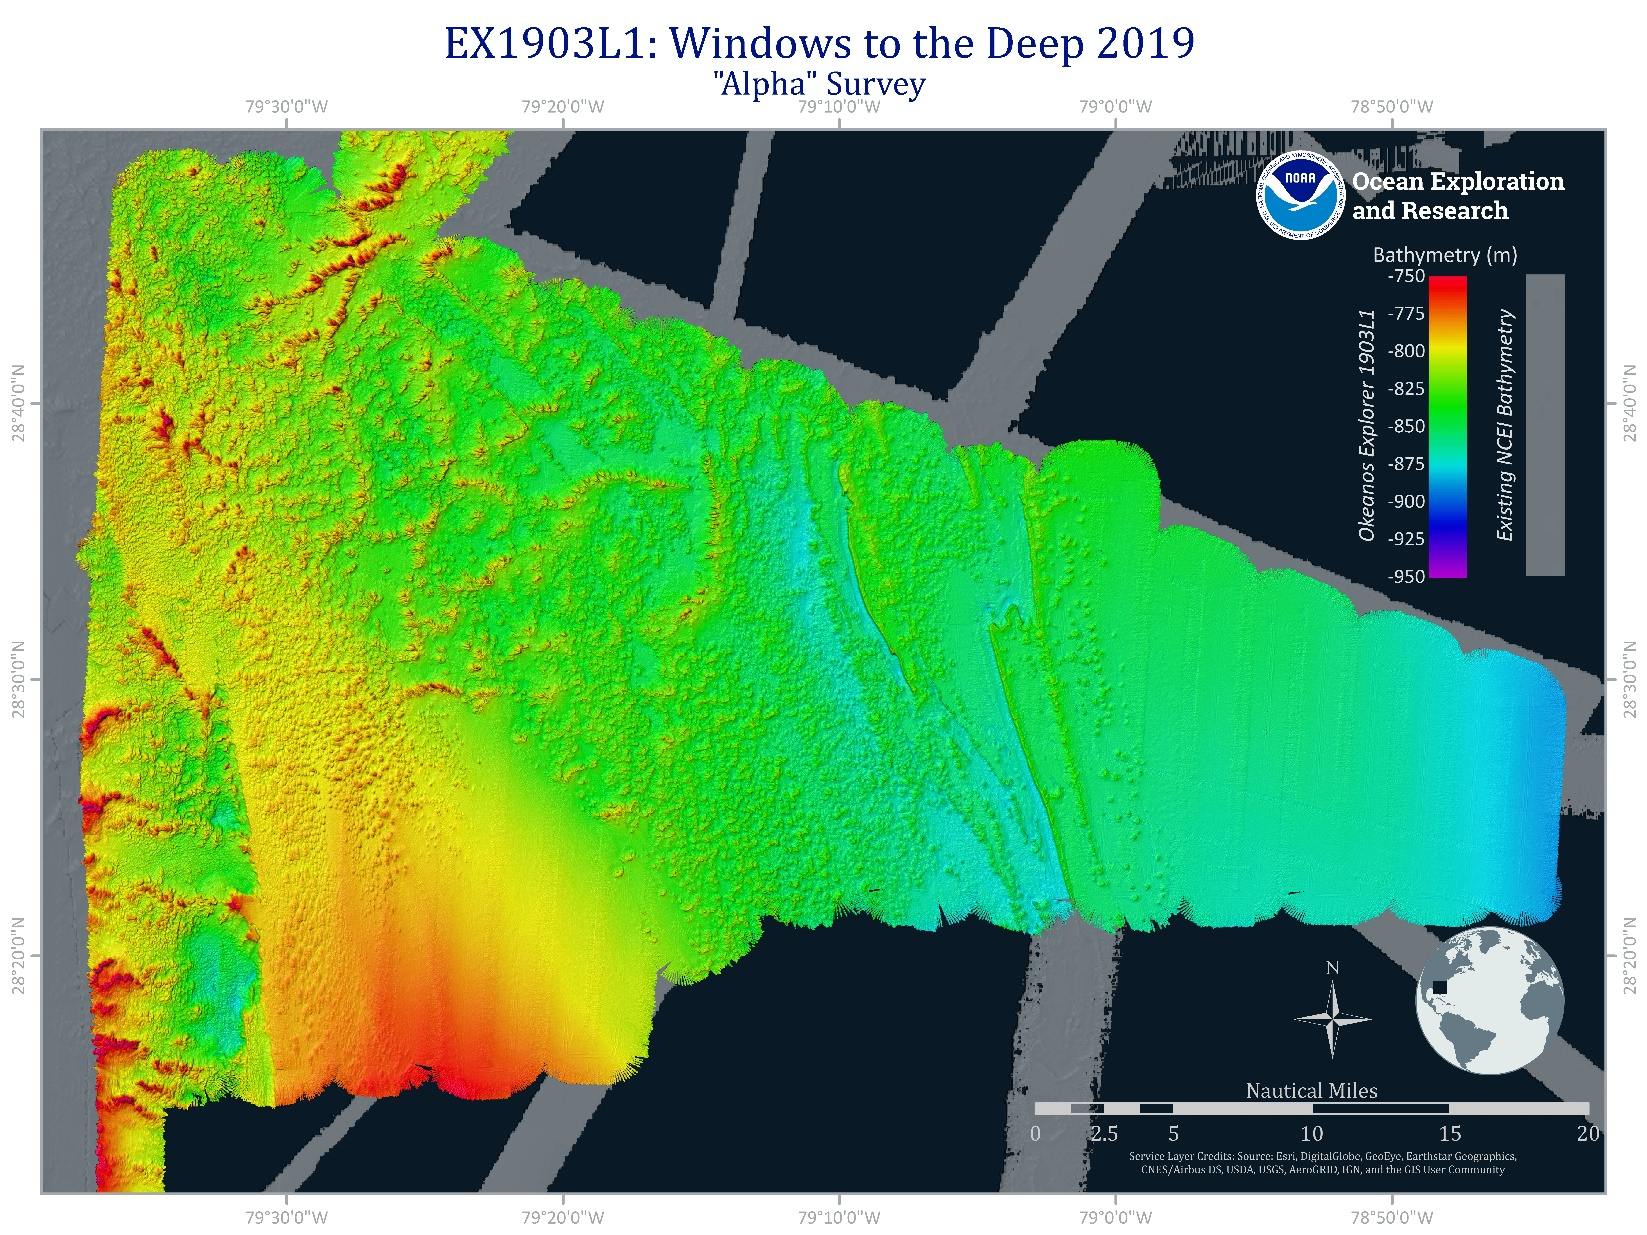 EX1903L1: Windows to the Deep 2019
"Alpha" Survey
79°30'0"W 79°20'0"W 79°10'0"W 79°0'0"W 78°50'0"W
NOAA
Ocean Exploration
and Research
Bathymetry (m)
Okeanos Explorer 1903L1
-750
-775
-800
-825
-850
-875
-900
-925
-950
Existing NCEI Bathymetry
28°40'0"N 28°40'0"N
28°30'0"N 28°30'0"N
28°20'0"N 28°20'0"N
N
Nautical Miles
0 2.5 5 10 15 20
Service Layer Credits: Source: Esri, DigitalGlobe, GeoEye, Earthstar Geographics,
CNES/Airbus DS, USDA, USGS, AeroGRID, IGN, and the GIS User Community
79°30'0"W 79°20'0"W 79°10'0"W 79°0'0"W 78°50'0"W